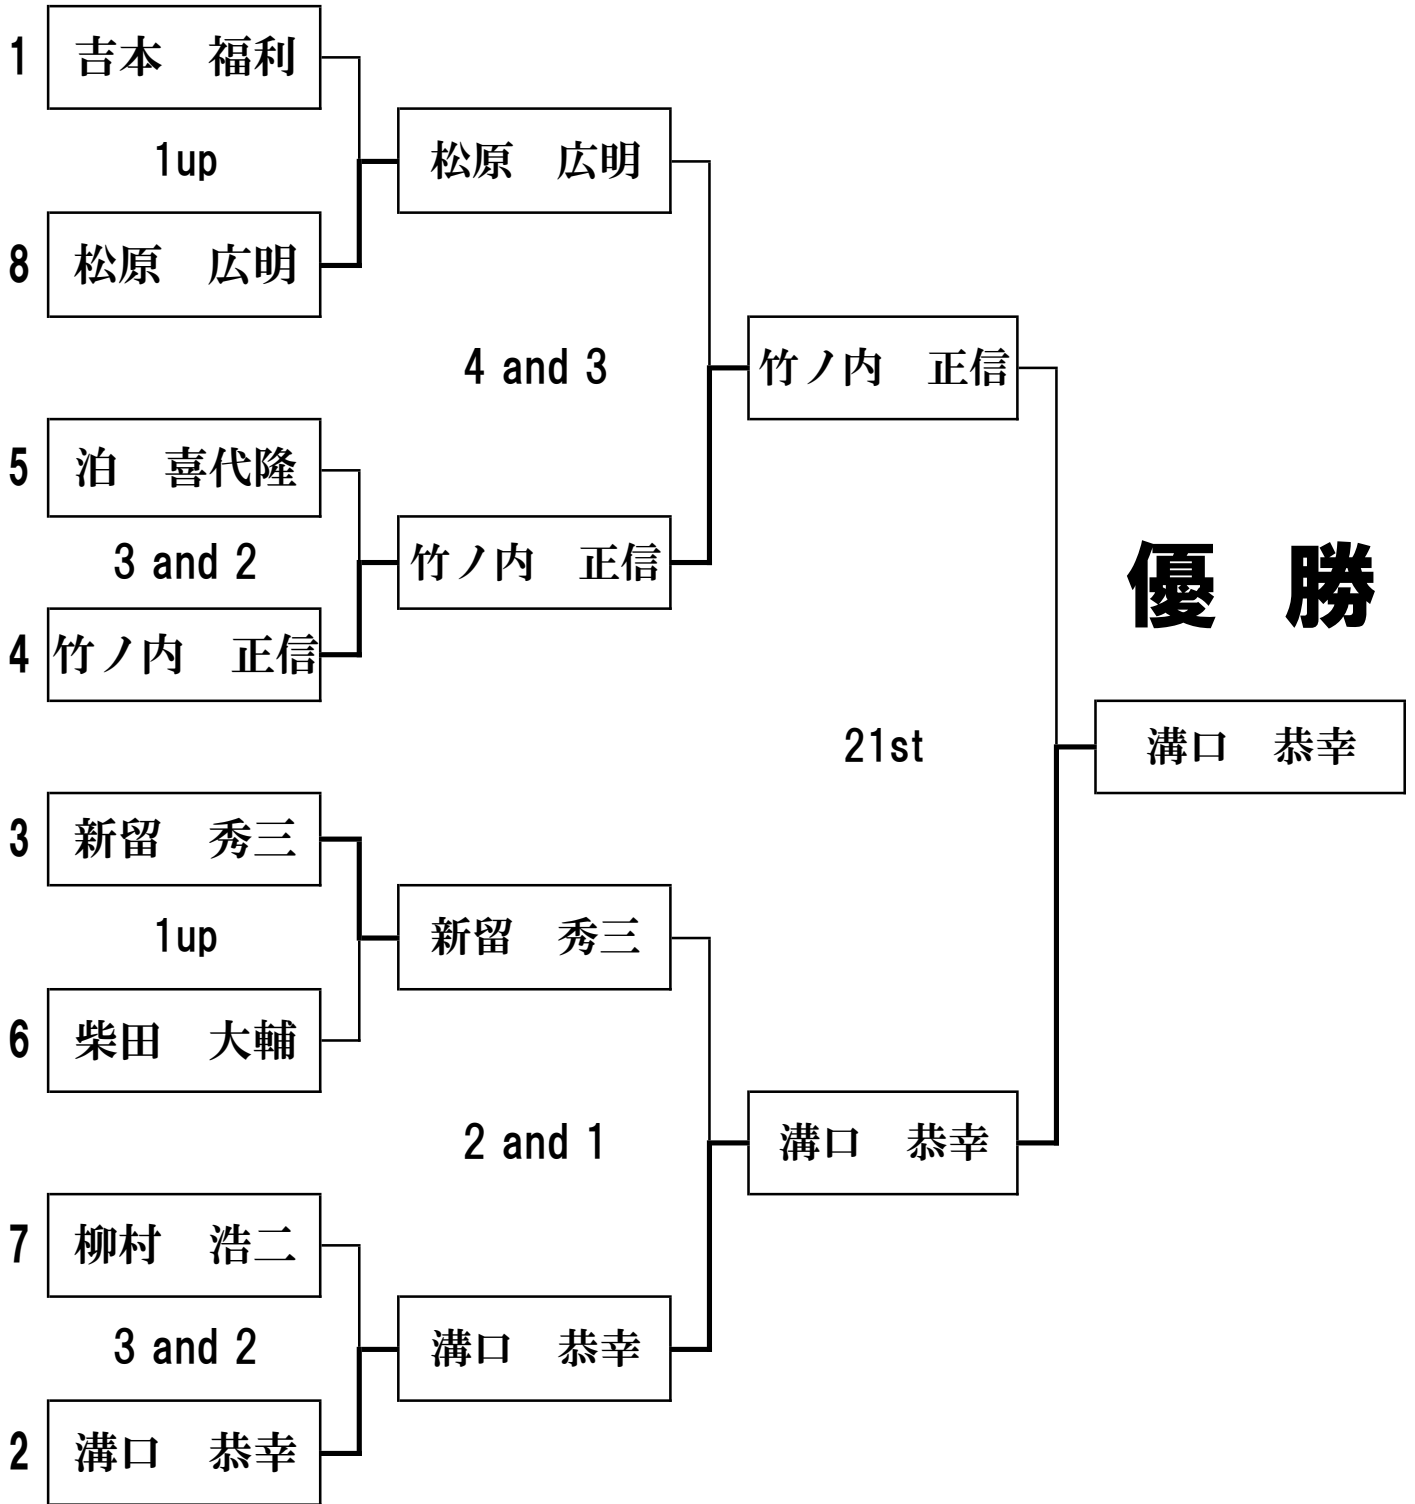 1 吉本　福利
1up
松原　広明
8 松原　広明
4 and 3
竹ノ内　正信
5 泊　喜代隆
3 and 2
竹ノ内　正信
4 竹ノ内　正信
優　勝
21st
溝口　恭幸
3 新留　秀三
1up
新留　秀三
6 柴田　大輔
2 and 1
溝口　恭幸
7 柳村　浩二
3 and 2
溝口　恭幸
2 溝口　恭幸